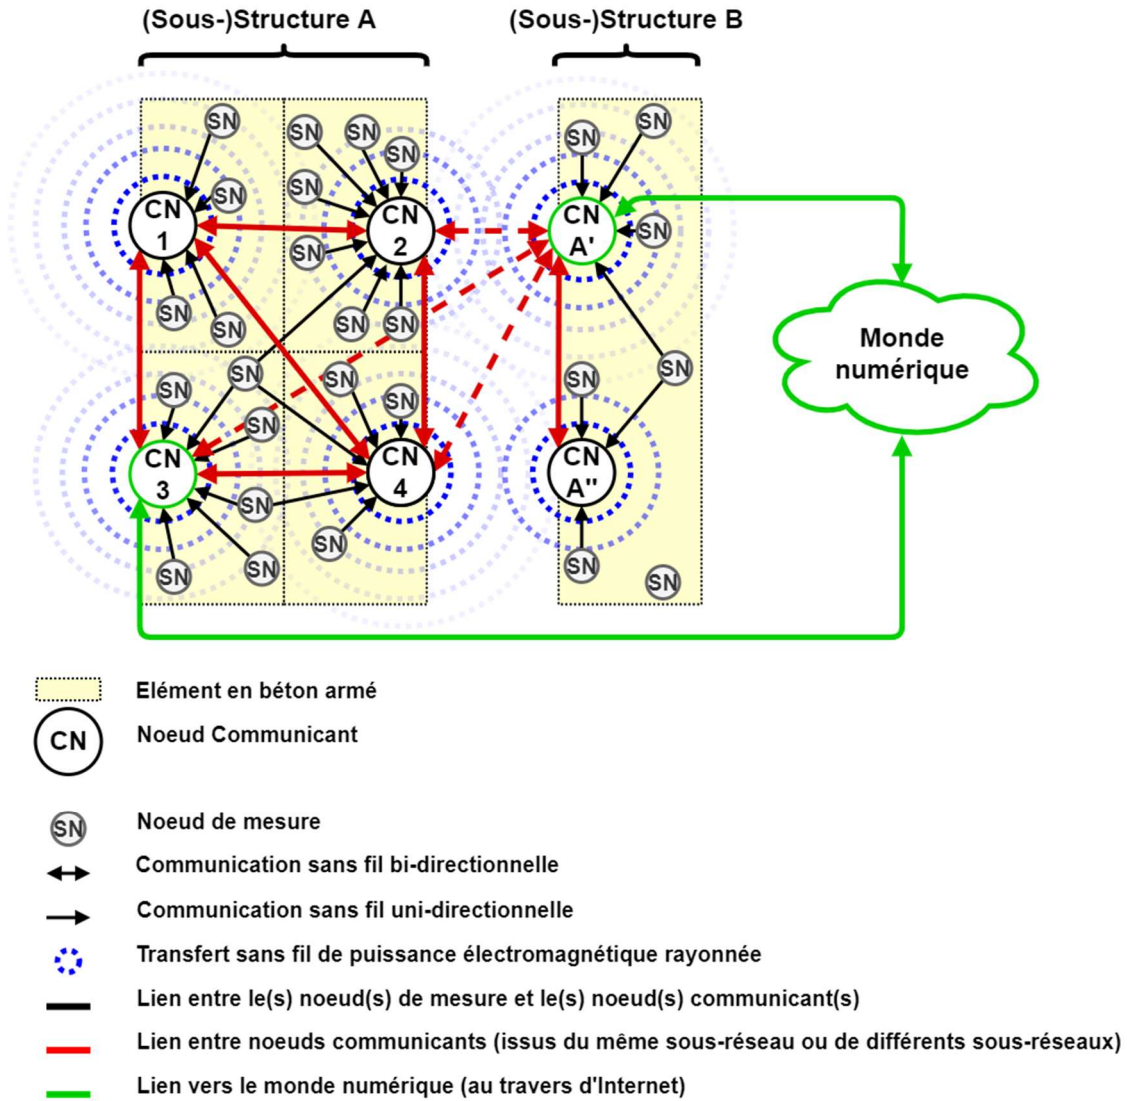 (Sous-)Structure A
(Sous-)Structure B
SN
SN
SN
SN
SN
SN
SN
SN
SN
SN
CN
1
CN
2
CN
A'
SN
SN
SN
SN
SN
SN
Monde
numérique
SN
SN
SN
SN
SN
SN
SN
CN
3
CN
4
CN
A"
SN
SN
SN
SN
SN
SN
SN
Elément en béton armé
CN
Noeud Communicant
SN
Noeud de mesure
Communication sans fil bi-directionnelle
Communication sans fil uni-directionnelle
Transfert sans fil de puissance électromagnétique rayonnée
Lien entre le(s) noeud(s) de mesure et le(s) noeud(s) communicant(s)
Lien entre noeuds communicants (issus du même sous-réseau ou de différents sous-réseaux)
Lien vers le monde numérique (au travers d'Internet)